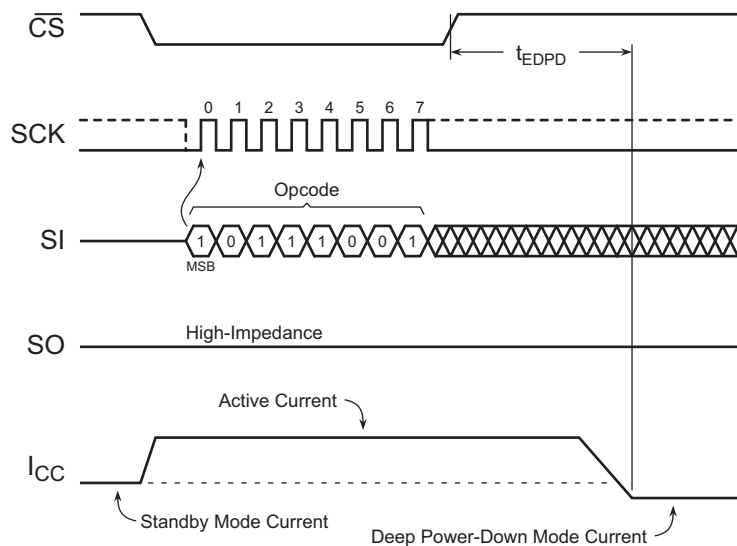 CS
tEDPD
0 1 2 3 4 5 6 7
SCK
Opcode
SI
1 0 1 1 1 0 0 1
MSB
High-Impedance
SO
Active Current
ICC
Standby Mode Current
Deep Power-Down Mode Current